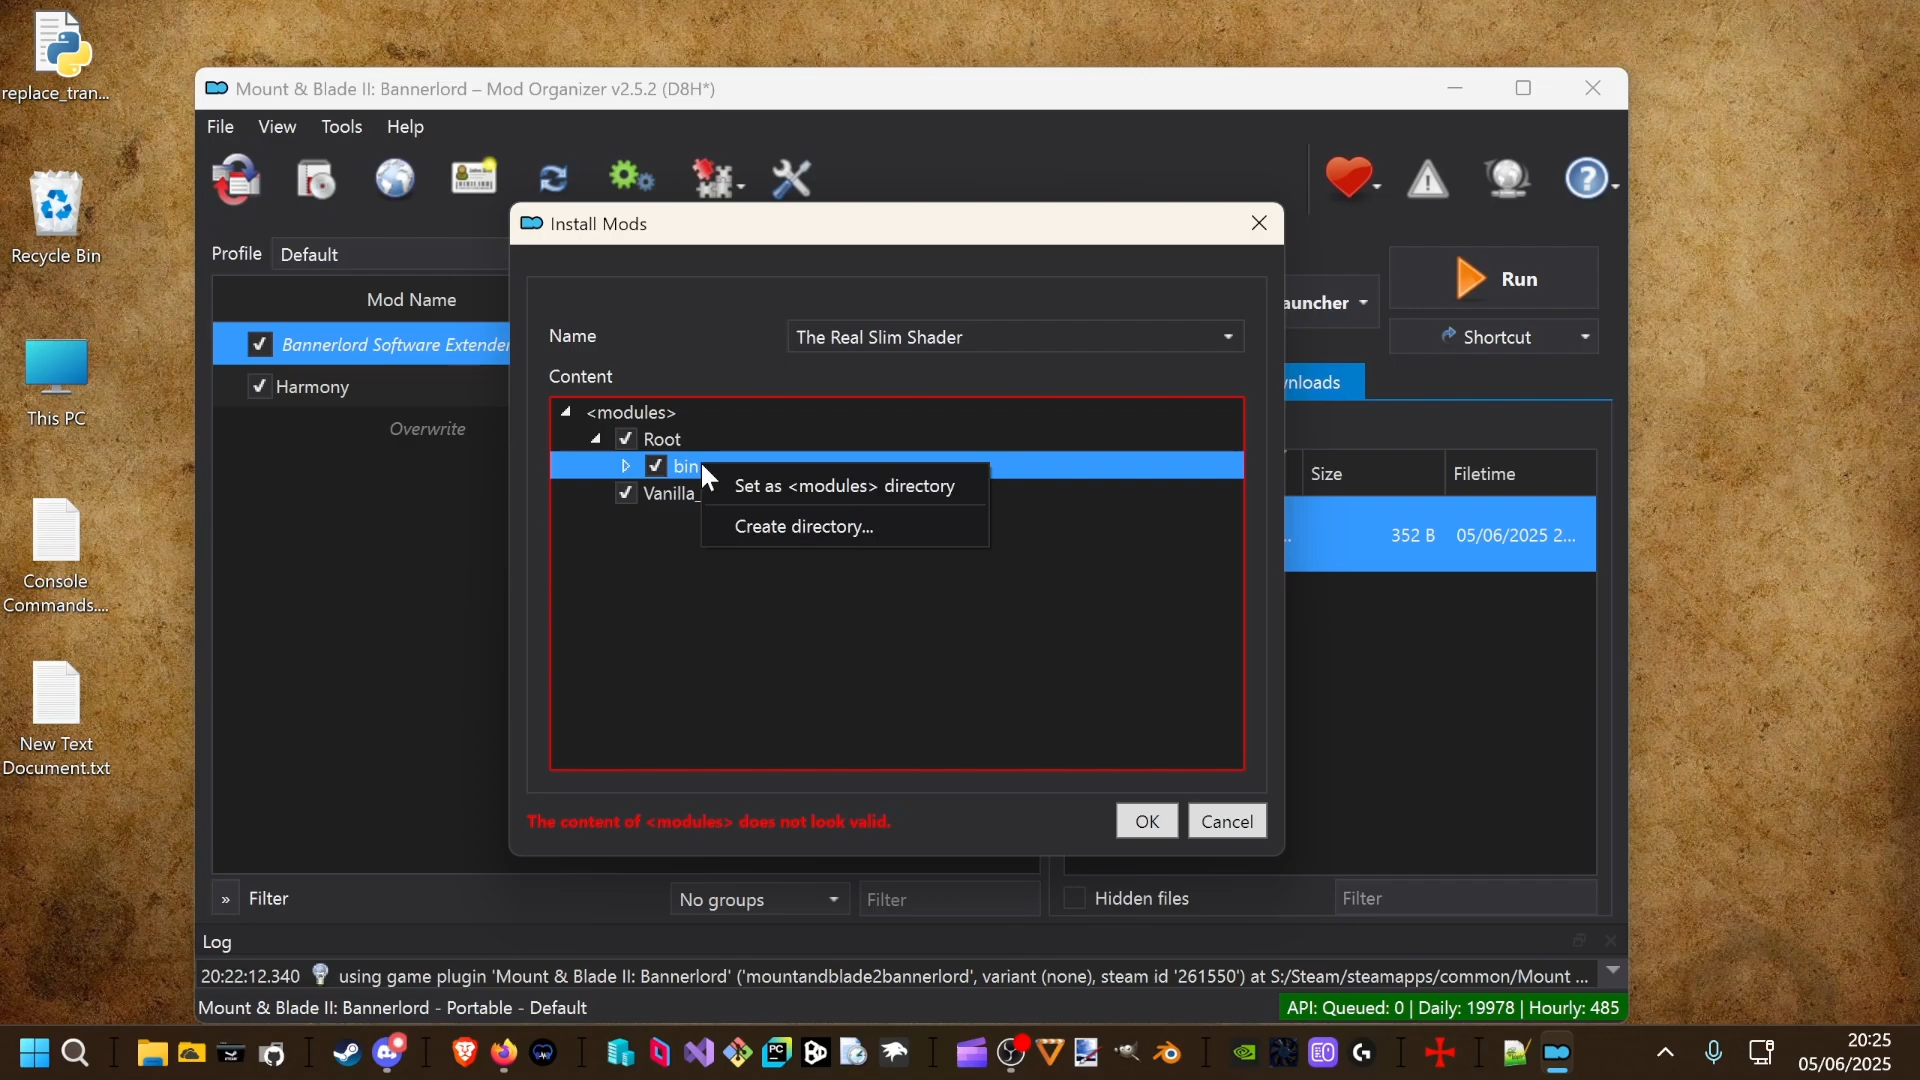 replace_tran...
Recycle Bin
This PC
Console
Commands....
New Text
Document.txt
Mount & Blade II: Bannerlord – Mod Organizer v2.5.2 (D8H*)
File View Tools Help
Profile Default
Mod Name
Bannerlord Software Extender
Harmony
Overwrite
auncher
Run
Shortcut
nloads
Size Filetime
352 B 05/06/2025 2...
Install Mods
Name The Real Slim Shader
Content
<modules>
Root
bin
Vanilla_
Set as <modules> directory
Create directory...
The content of <modules> does not look valid.
OK Cancel
» Filter No groups Filter Hidden files Filter
Log
20:22:12.340 using game plugin 'Mount & Blade II: Bannerlord' ('mountandblade2bannerlord', variant (none), steam id '261550') at S:/Steam/steamapps/common/Mount ...
Mount & Blade II: Bannerlord - Portable - Default API: Queued: 0 | Daily: 19978 | Hourly: 485
20:25
05/06/2025